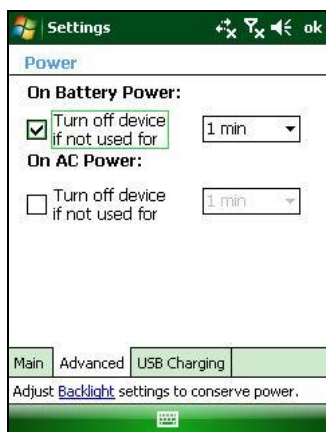 Settings ok
Power
On Battery Power:
Turn off device
if not used for
1 min
On AC Power:
Turn off device
if not used for
1 min
Main Advanced USB Charging
Adjust Backlight settings to conserve power.